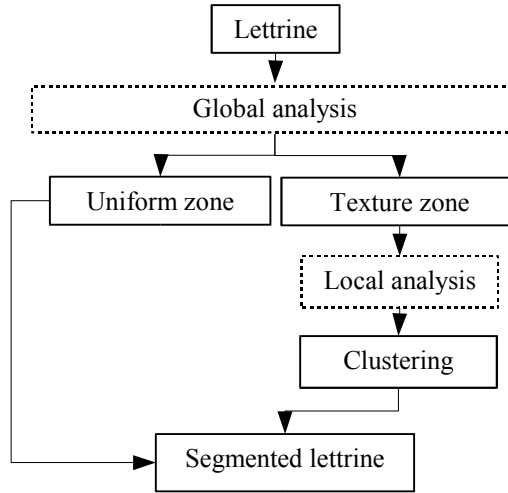 Lettrine
Global analysis
Uniform zone
Texture zone
Local analysis
Clustering
Segmented lettrine